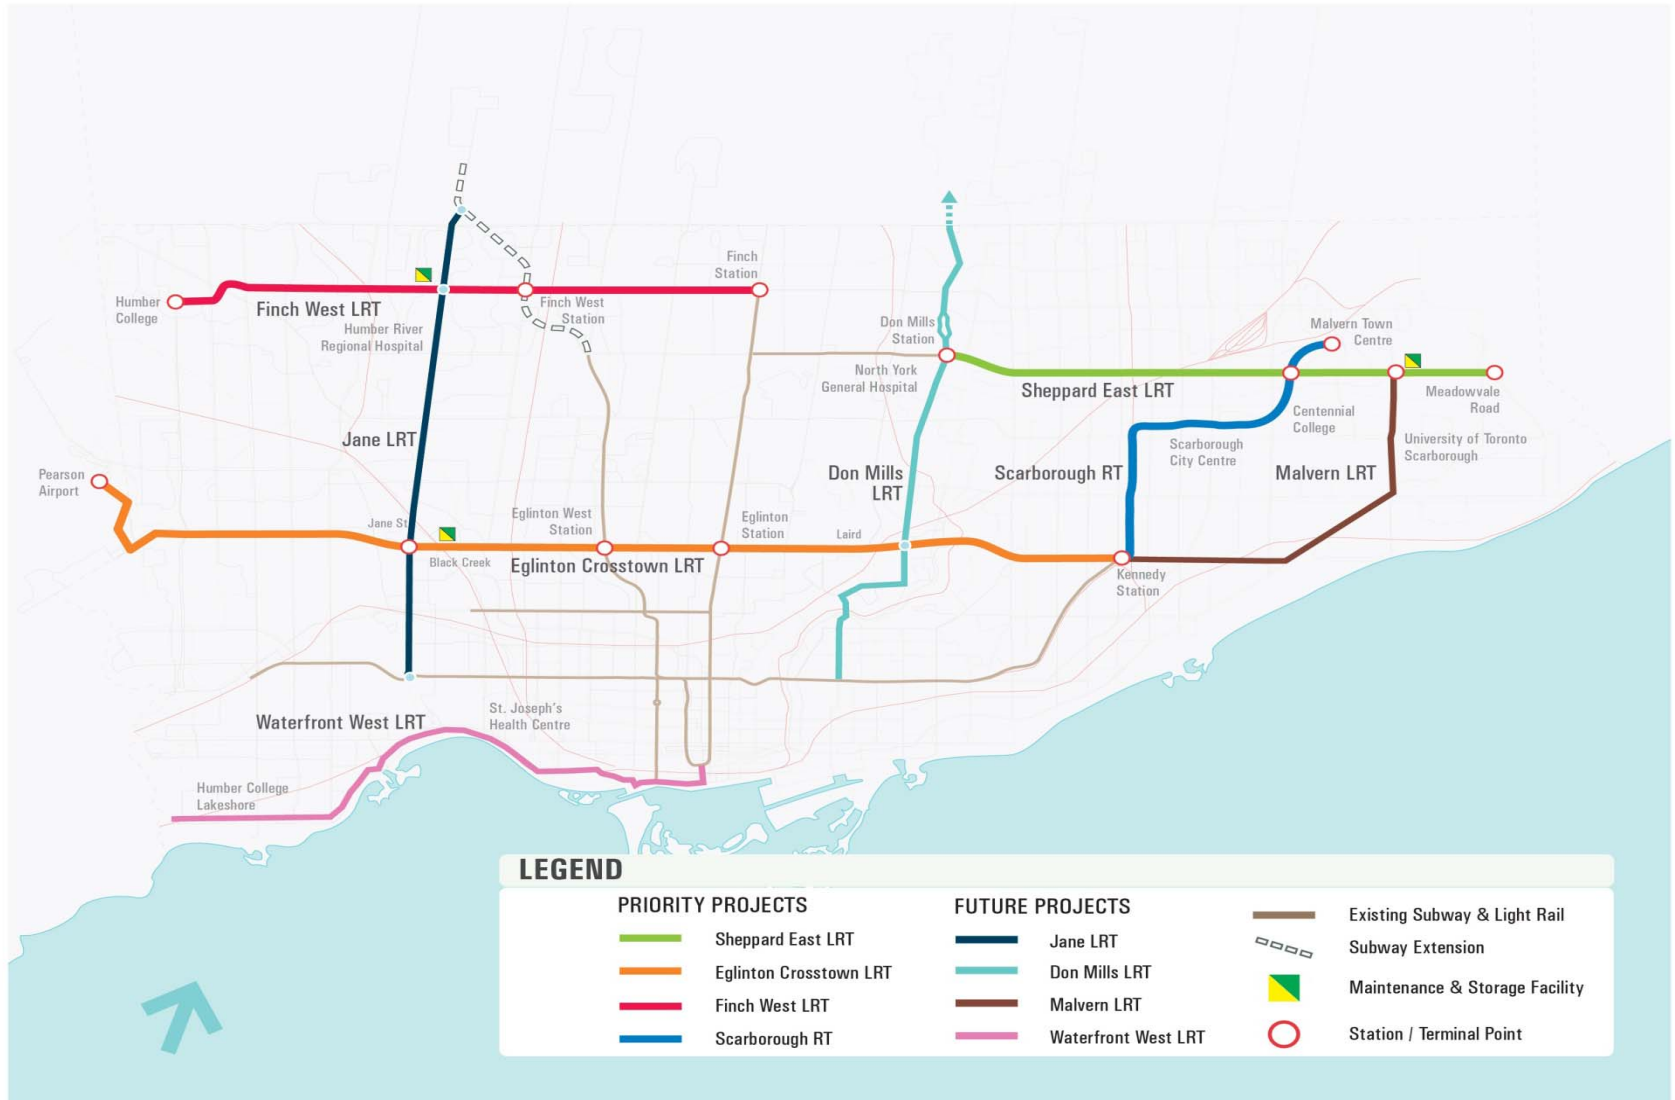 Finch
Station
Humber
College
Finch West LRT
Finch West
Station
Humber River
Regional Hospital
Don Mills
Station
Malvern Town
Centre
North York
General Hospital
Sheppard East LRT
Meadowvale
Road
Centennial
College
Jane LRT
Scarborough
City Centre
University of Toronto
Scarborough
Pearson
Airport
Don Mills
LRT
Scarborough RT
Malvern LRT
Jane St
Eglinton West
Station
Eglinton
Station
Laird
Black Creek
Eglinton Crosstown LRT
Kennedy
Station
Waterfront West LRT
St. Joseph's
Health Centre
Humber College
Lakeshore
LEGEND
PRIORITY PROJECTS
Sheppard East LRT
Eglinton Crosstown LRT
Finch West LRT
Scarborough RT
FUTURE PROJECTS
Jane LRT
Don Mills LRT
Malvern LRT
Waterfront West LRT
Existing Subway & Light Rail
Subway Extension
Maintenance & Storage Facility
Station / Terminal Point